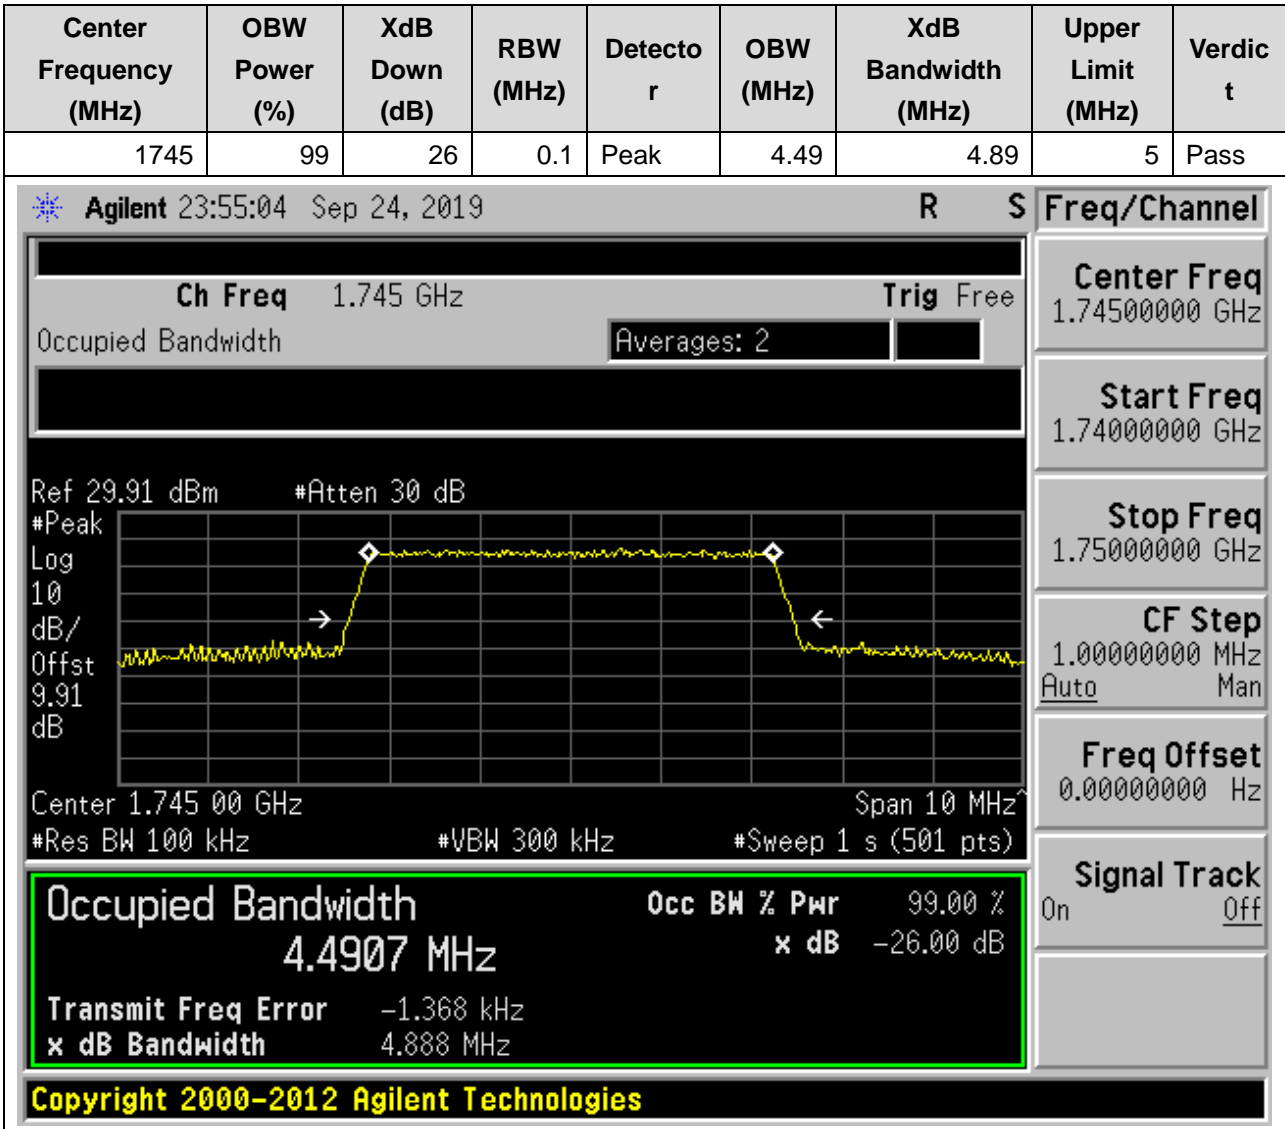 Center Frequency (MHz) OBW Power (%) XdB Down (dB) RBW (MHz) Detecto r OBW (MHz) XdB Bandwidth (MHz) Upper Limit (MHz) Verdic t
1745 99 26 0.1 Peak 4.49 4.89 5 Pass
Agilent 23:55:04 Sep 24, 2019 R S
Ch Freq 1.745 GHz Trig Free
Occupied Bandwidth Averages: 2
Ref 29.91 dBm #Atten 30 dB
#Peak
Log
10
dB/
Offst
9.91
dB
Center 1.745 00 GHz Span 10 MHz^
#Res BW 100 kHz #VBW 300 kHz #Sweep 1 s (501 pts)
Occupied Bandwidth Occ BW % Pwr 99.00 %
4.4907 MHz x dB -26.00 dB
Transmit Freq Error -1.368 kHz
x dB Bandwidth 4.888 MHz
Copyright 2000-2012 Agilent Technologies
Freq/Channel
Center Freq
1.74500000 GHz
Start Freq
1.74000000 GHz
Stop Freq
1.75000000 GHz
CF Step
1.00000000 MHz
Auto Man
Freq Offset
0.00000000 Hz
Signal Track
On Off